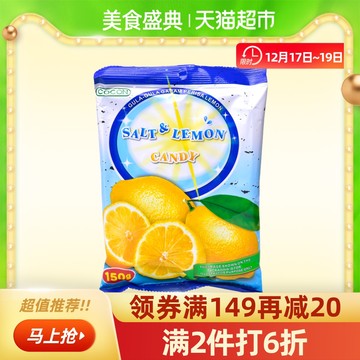 美食盛典 天猫超市
限时 12月17日~19日
SALT & LEMON
CANDY
150g
超值推荐!!
马上抢
领券满149再减20
满2件打6折